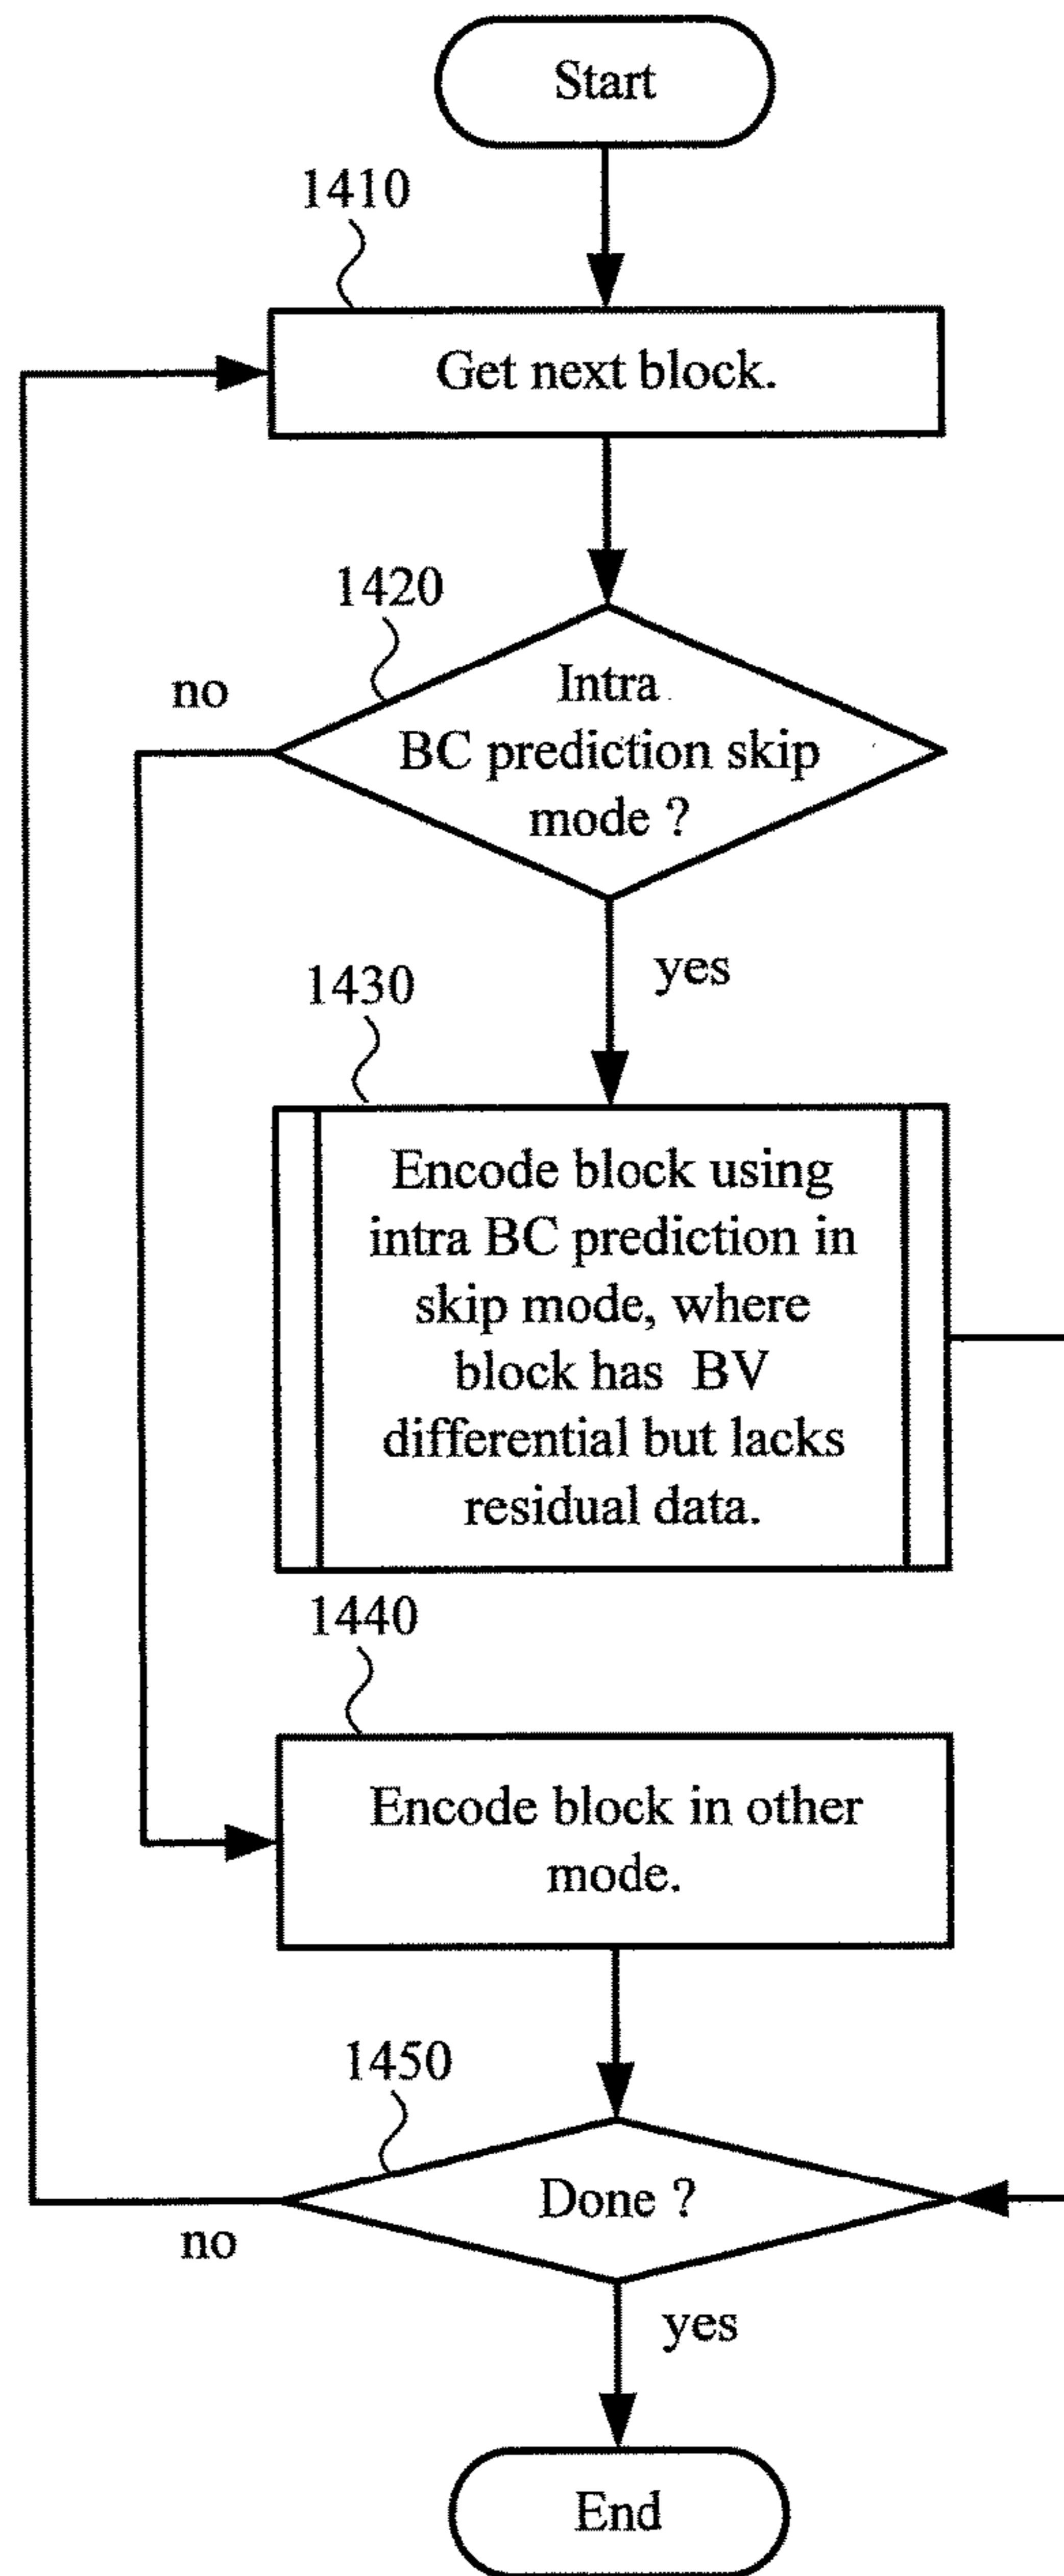 Start
1410
Get next block.
1420
no
Intra
BC prediction skip
mode ?
yes
1430
Encode block using
intra BC prediction in
skip mode, where
block has BV
differential but lacks
residual data.
1440
Encode block in other
mode.
1450
Done ?
no
yes
End